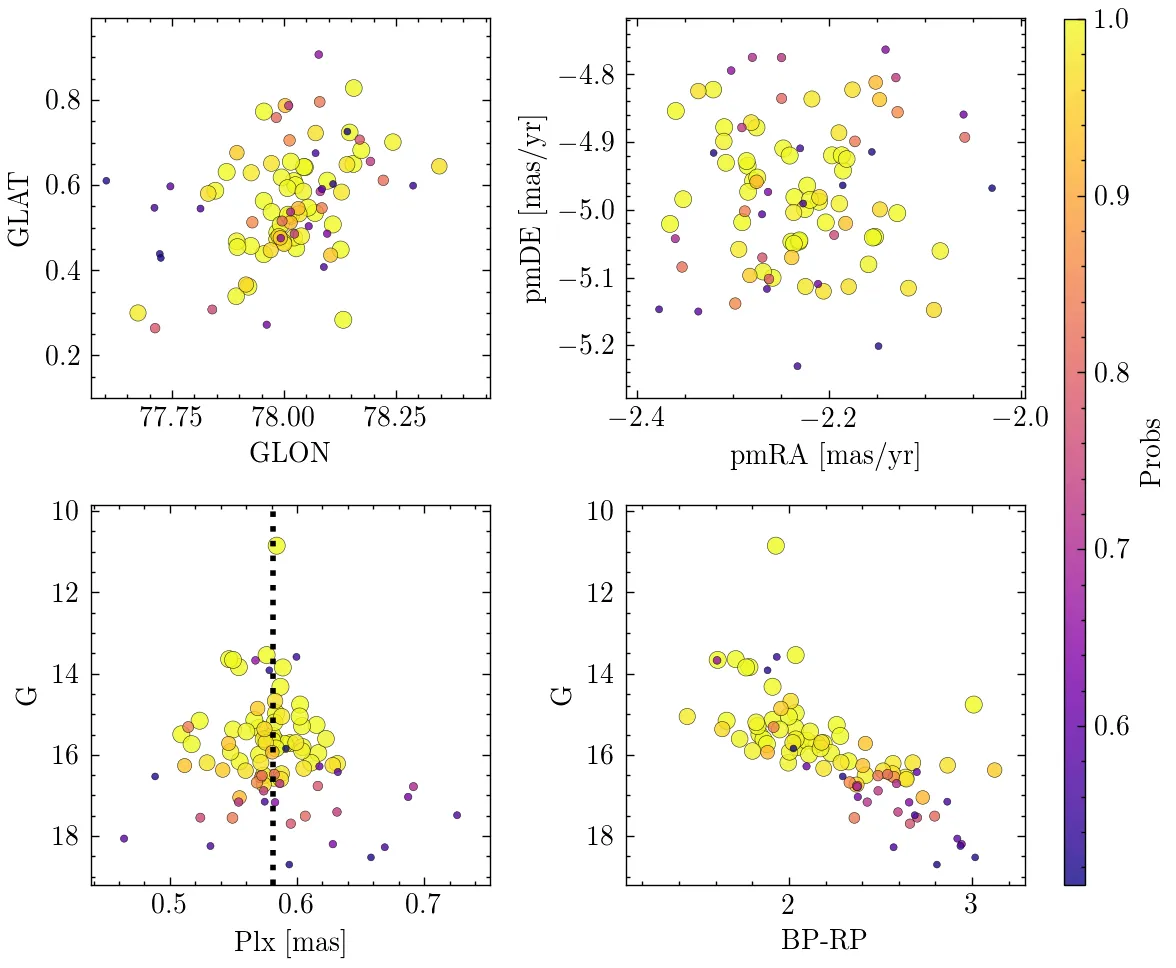 0.8
0.6
0.4
0.2
GLAT
77.75 78.00 78.25
GLON
−4.8
−4.9
−5.0
−5.1
−5.2
pmDE [mas/yr]
−2.4 −2.2 −2.0
pmRA [mas/yr]
10
12
14
16
18
G
0.5 0.6 0.7
Plx [mas]
10
12
14
16
18
G
2 3
BP-RP
1.0
0.9
0.8
0.7
0.6
Probs